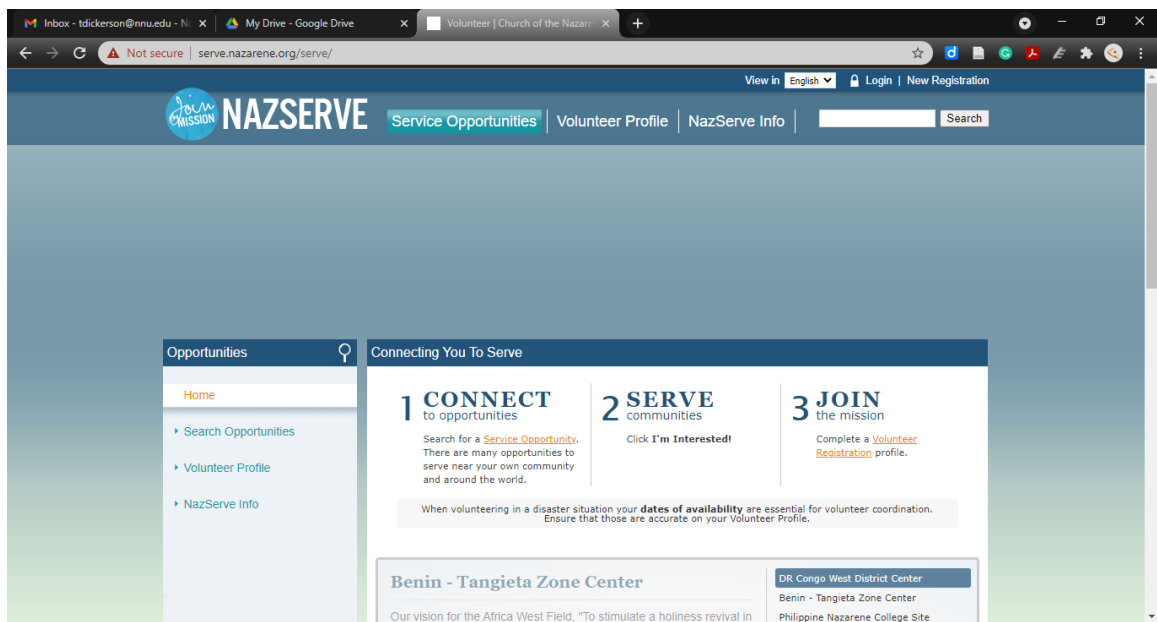 Inbox - tdickerson@nnu.edu - No
My Drive - Google Drive
Volunteer | Church of the Nazare
Not secure | serve.nazarene.org/serve/
View in English Login | New Registration
Join
the
MISSION
NAZSERVE
Service Opportunities | Volunteer Profile | NazServe Info | Search
Opportunities
Home
Search Opportunities
Volunteer Profile
NazServe Info
Connecting You To Serve
1 CONNECT
to opportunities
Search for a Service Opportunity.
There are many opportunities to
serve near your own community
and around the world.
2 SERVE
communities
Click I'm Interested!
3 JOIN
the mission
Complete a Volunteer
Registration profile.
When volunteering in a disaster situation your dates of availability are essential for volunteer coordination.
Ensure that those are accurate on your Volunteer Profile.
Benin - Tangieta Zone Center
Our vision for the Africa West Field, "To stimulate a holiness revival in
DR Congo West District Center
Benin - Tangieta Zone Center
Philippine Nazarene College Site